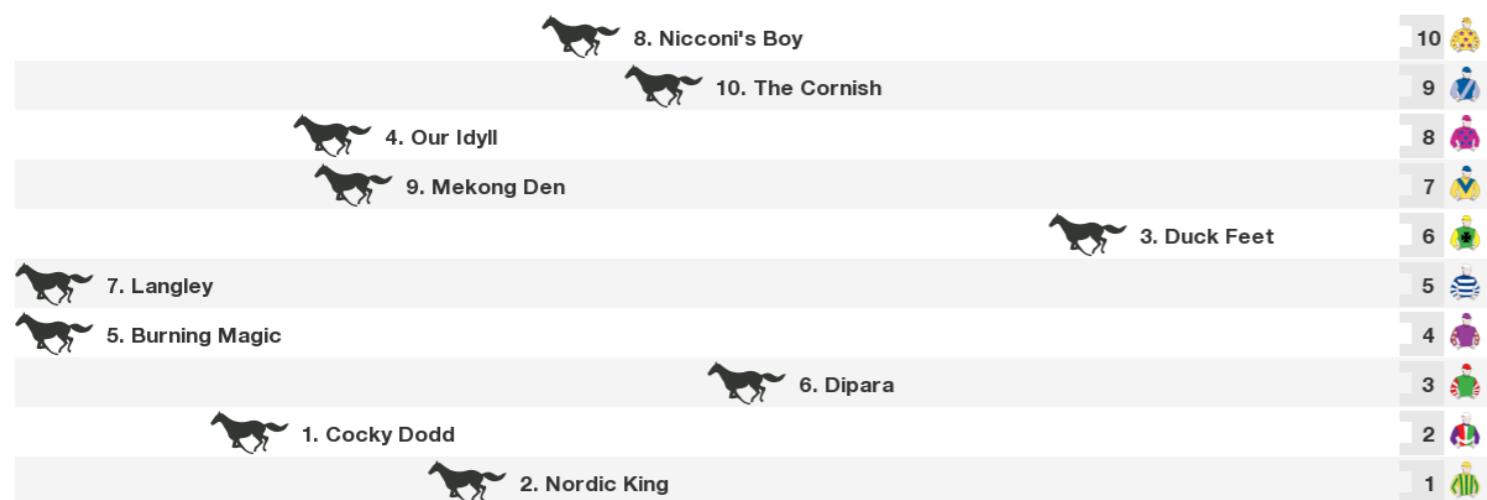 8. Nicconi's Boy 10
10. The Cornish 9
4. Our Idyll 8
9. Mekong Den 7
3. Duck Feet 6
7. Langley 5
5. Burning Magic 4
6. Dipara 3
1. Cocky Dodd 2
2. Nordic King 1